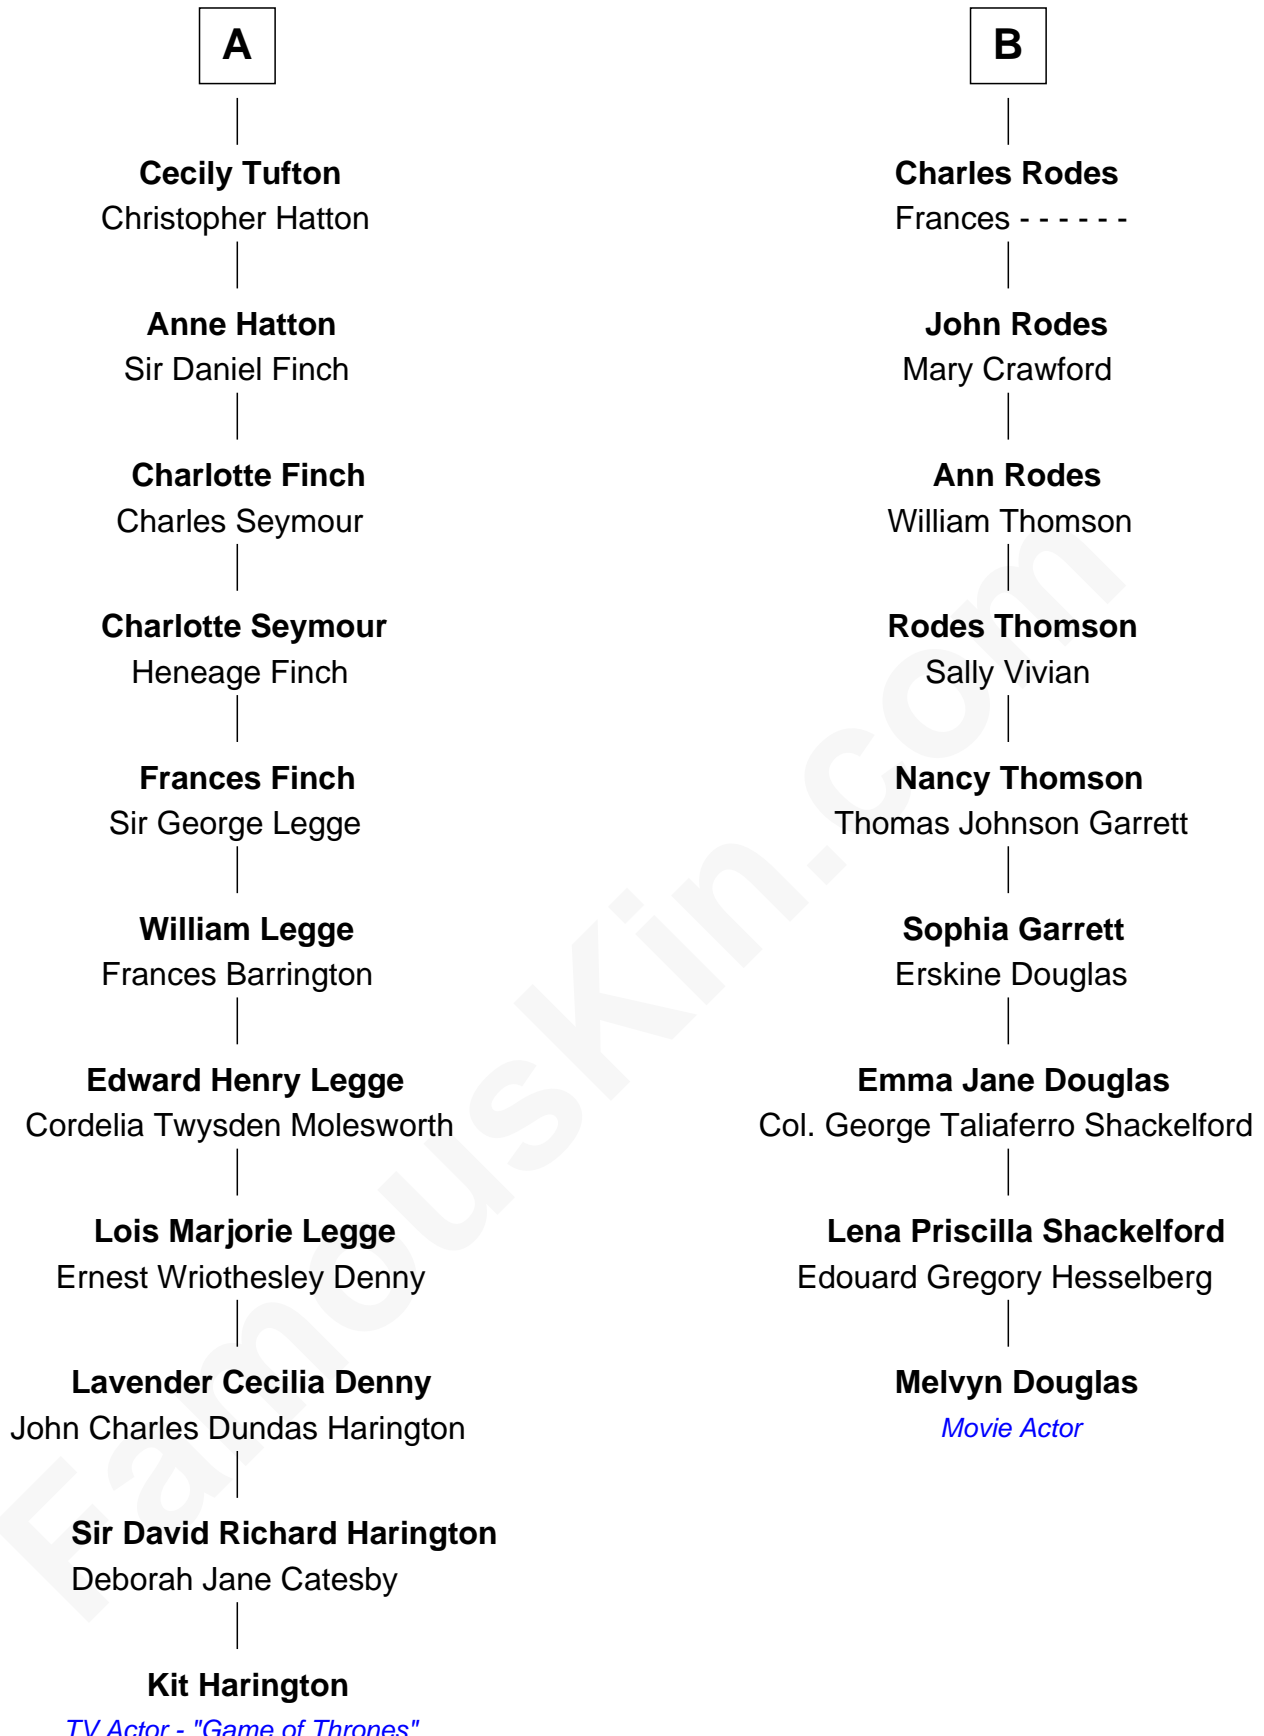 A
Cecily Tufton
Christopher Hatton
Anne Hatton
Sir Daniel Finch
Charlotte Finch
Charles Seymour
Charlotte Seymour
Heneage Finch
Frances Finch
Sir George Legge
William Legge
Frances Barrington
Edward Henry Legge
Cordelia Twysden Molesworth
Lois Marjorie Legge
Ernest Wriothesley Denny
Lavender Cecilia Denny
John Charles Dundas Harington
Sir David Richard Harington
Deborah Jane Catesby
Kit Harington
TV Actor - "Game of Thrones"
B
Charles Rodes
Frances - - - - - -
John Rodes
Mary Crawford
Ann Rodes
William Thomson
Rodes Thomson
Sally Vivian
Nancy Thomson
Thomas Johnson Garrett
Sophia Garrett
Erskine Douglas
Emma Jane Douglas
Col. George Taliaferro Shackelford
Lena Priscilla Shackelford
Edouard Gregory Hesselberg
Melvyn Douglas
Movie Actor
FamousKin.com